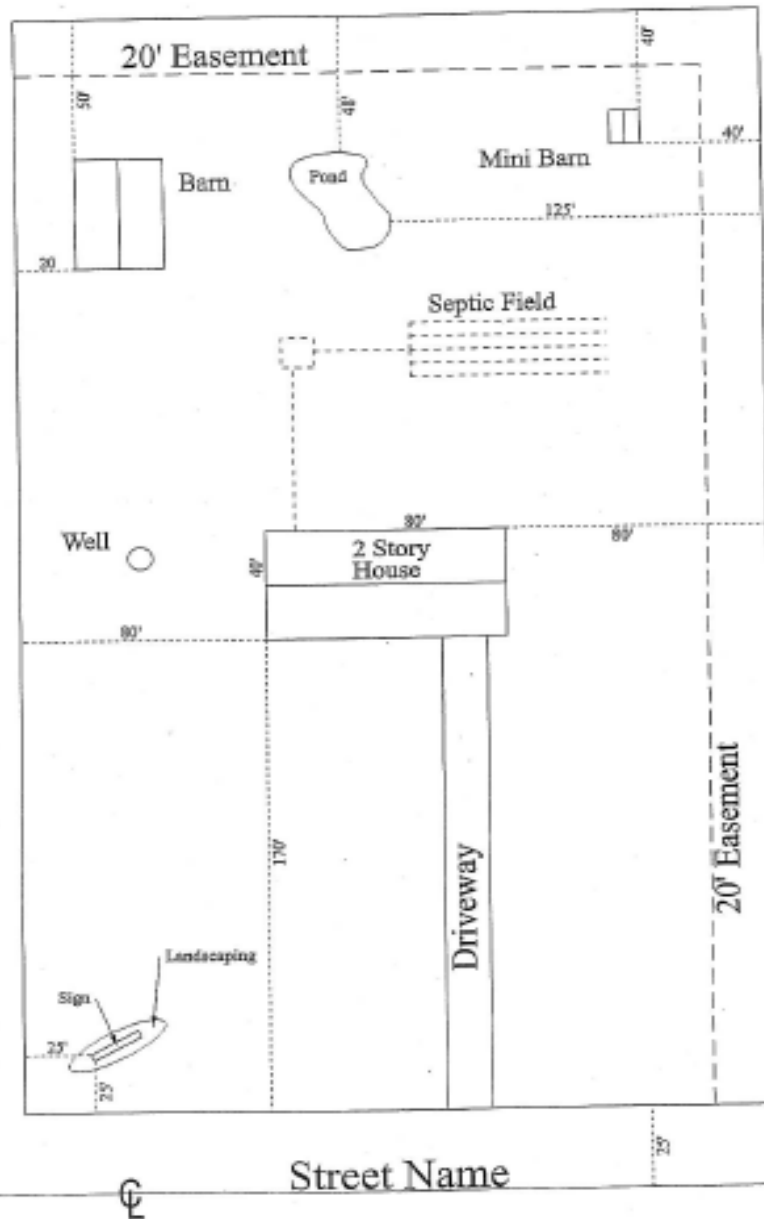 20' Easement
40'
50'
48'
Mini Barn
40'
Barn
Pond
125'
20
Septic Field
Well
80'
80'
40'
2 Story
House
80'
170'
Driveway
20' Easement
Landscaping
Sign
25'
25'
25'
Street Name
CL